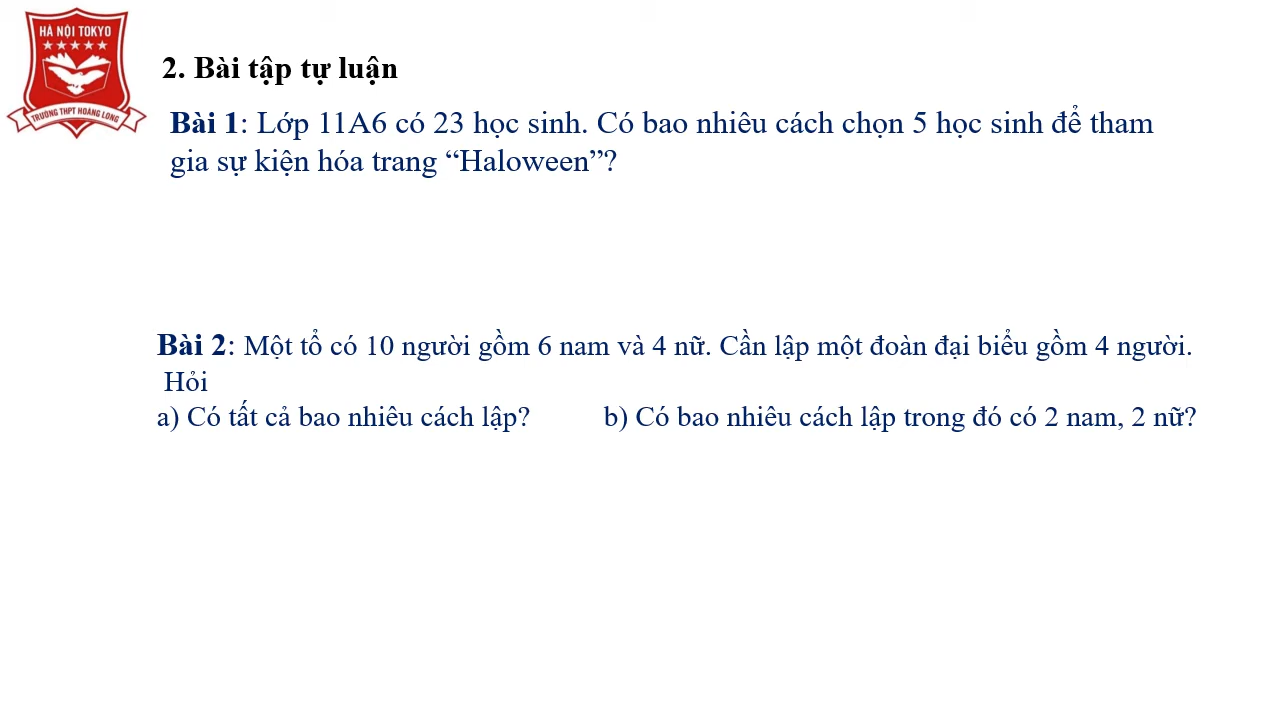 HÀ NỘI TOKYO
TRƯỜNG THPT HOÀNG LONG
2. Bài tập tự luận
Bài 1: Lớp 11A6 có 23 học sinh. Có bao nhiêu cách chọn 5 học sinh để tham
gia sự kiện hóa trang “Haloween”?
Bài 2: Một tổ có 10 người gồm 6 nam và 4 nữ. Cần lập một đoàn đại biểu gồm 4 người.
Hỏi
a) Có tất cả bao nhiêu cách lập? b) Có bao nhiêu cách lập trong đó có 2 nam, 2 nữ?